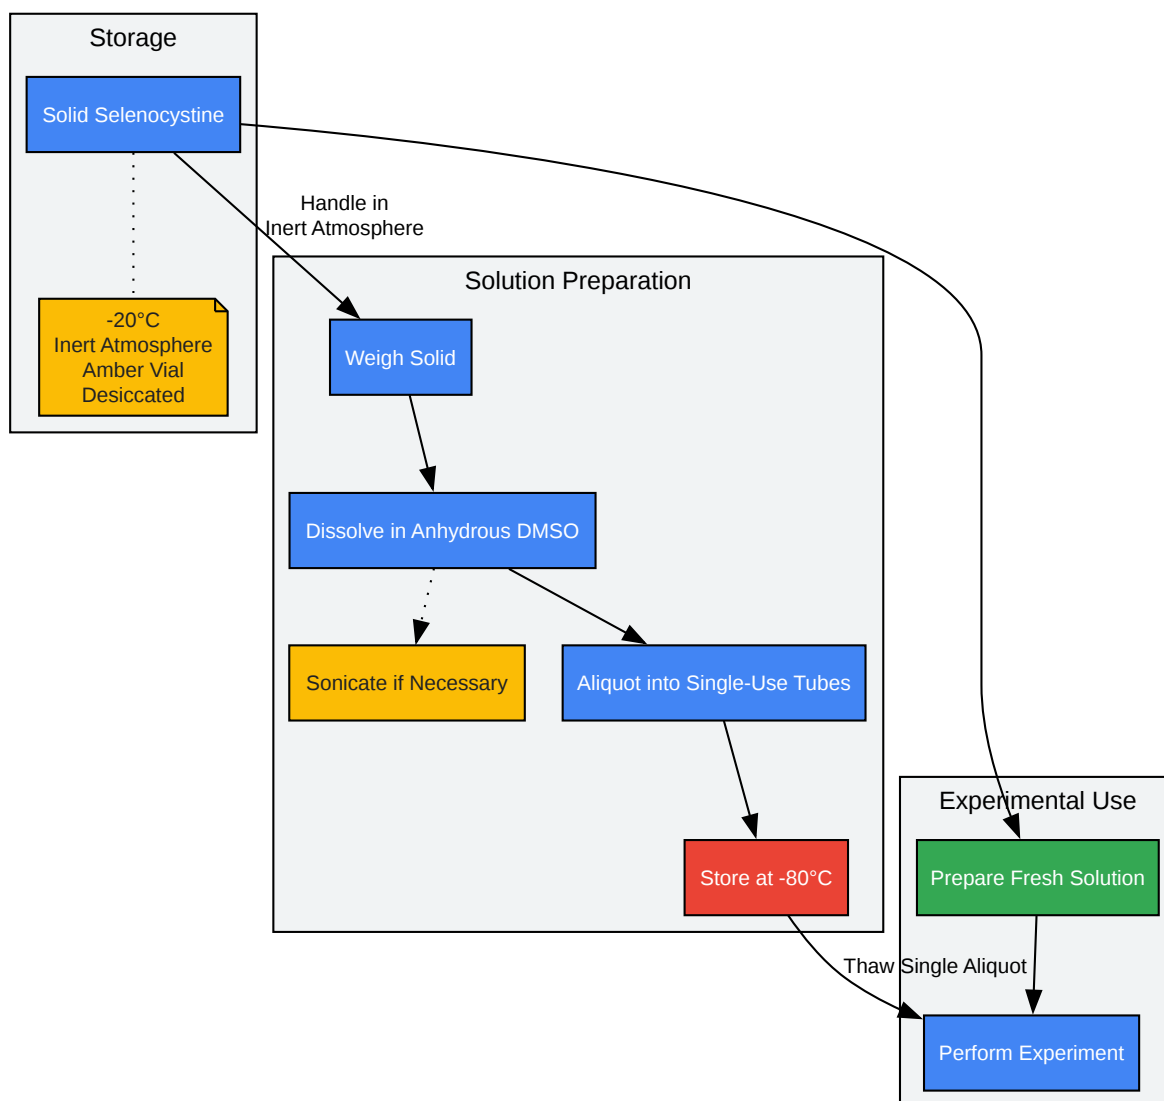 Storage
Solid Selenocystine
Handle in
Inert Atmosphere
-20°C
Inert Atmosphere
Amber Vial
Desiccated
Solution Preparation
Weigh Solid
Dissolve in Anhydrous DMSO
Sonicate if Necessary
Aliquot into Single-Use Tubes
Store at -80°C
Experimental Use
Prepare Fresh Solution
Thaw Single Aliquot
Perform Experiment